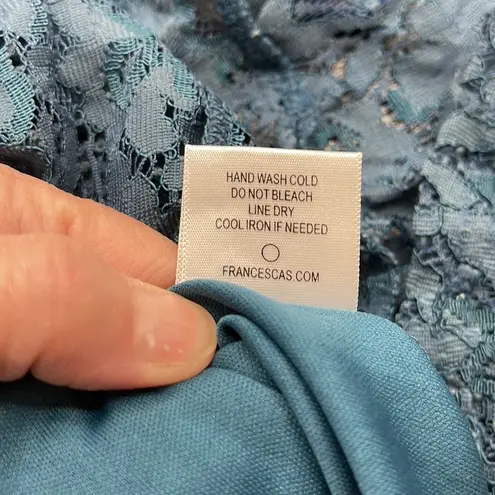 HAND WASH COLD
DO NOT BLEACH
LINE DRY
COOL IRON IF NEEDED
FRANCESCAS.COM